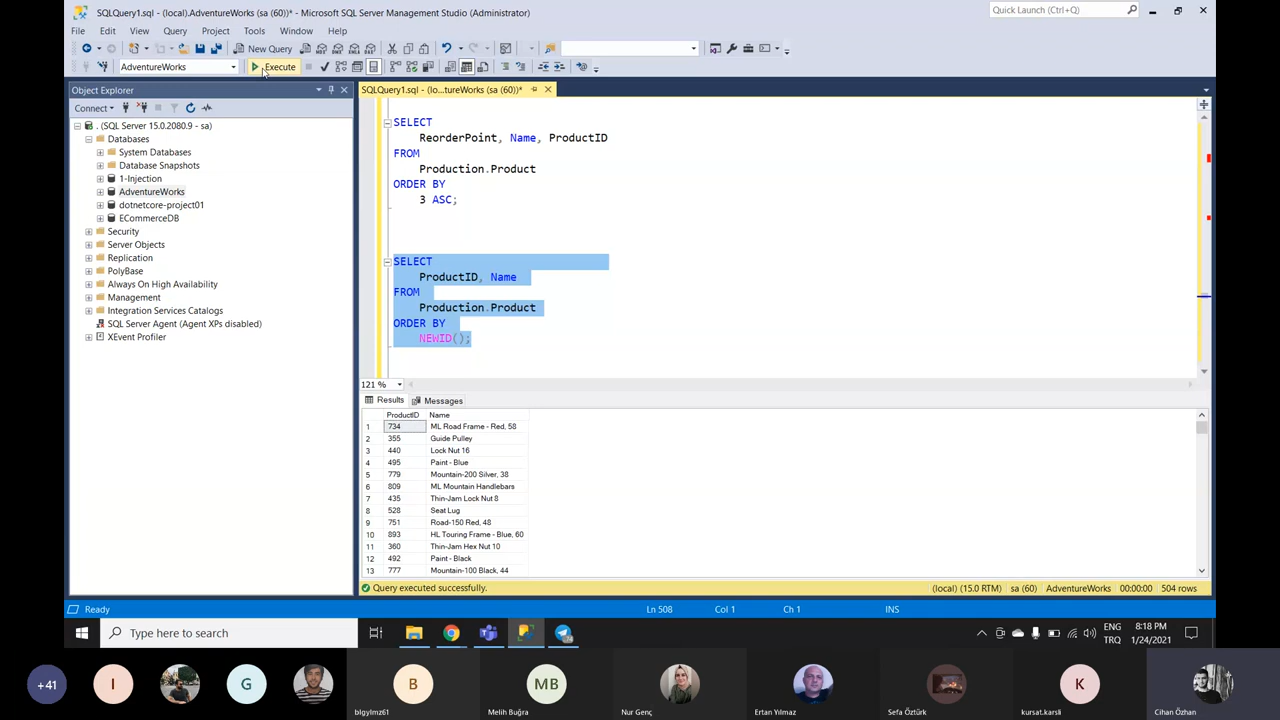 SQLQuery1.sql - (local).AdventureWorks (sa (60))* - Microsoft SQL Server Management Studio (Administrator)
Quick Launch (Ctrl+Q)
File Edit View Query Project Tools Window Help
New Query
MDX DMX XMLA DAX
AdventureWorks
Execute
Object Explorer
SQLQuery1.sql - (lo...tureWorks (sa (60))*
Connect
. (SQL Server 15.0.2080.9 - sa)
Databases
System Databases
Database Snapshots
1-Injection
AdventureWorks
dotnetcore-project01
ECommerceDB
Security
Server Objects
Replication
PolyBase
Always On High Availability
Management
Integration Services Catalogs
SQL Server Agent (Agent XPs disabled)
XEvent Profiler
SELECT
ReorderPoint, Name, ProductID
FROM
Production.Product
ORDER BY
3 ASC;
SELECT
ProductID, Name
FROM
Production.Product
ORDER BY
NEWID();
121 %
Results Messages
ProductID Name
1 734 ML Road Frame - Red, 58
2 355 Guide Pulley
3 440 Lock Nut 16
4 495 Paint - Blue
5 779 Mountain-200 Silver, 38
6 809 ML Mountain Handlebars
7 435 Thin-Jam Lock Nut 8
8 528 Seat Lug
9 751 Road-150 Red, 48
10 893 HL Touring Frame - Blue, 60
11 360 Thin-Jam Hex Nut 10
12 492 Paint - Black
13 777 Mountain-100 Black, 44
Query executed successfully.
(local) (15.0 RTM) sa (60) AdventureWorks 00:00:00 504 rows
Ready
Ln 508 Col 1 Ch 1 INS
Type here to search
ENG
TRQ
8:18 PM
1/24/2021
+41 I G B MB K
blgylmz61 Melih Buğra Nur Genç Ertan Yılmaz Sefa Öztürk kursat.karsli Cihan Özhan